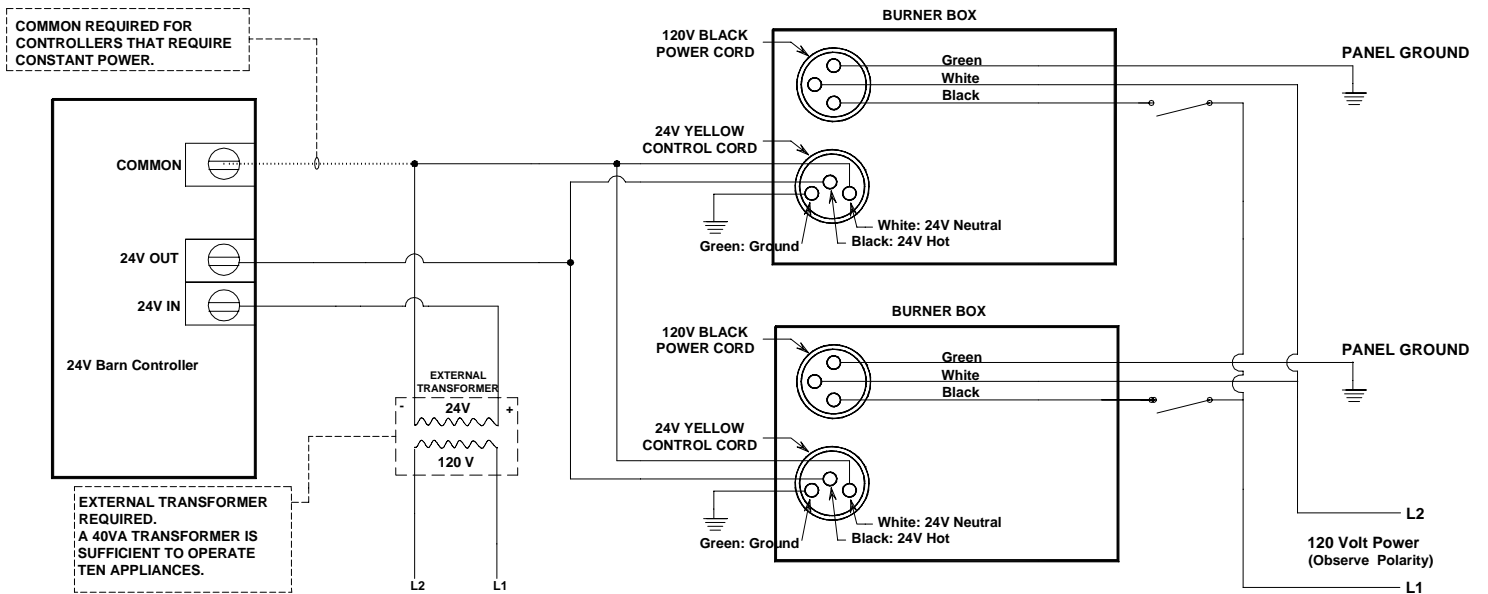 COMMON REQUIRED FOR
CONTROLLERS THAT REQUIRE
CONSTANT POWER.
COMMON
24V OUT
24V IN
24V Barn Controller
EXTERNAL
TRANSFORMER
-
24V
+
120 V
EXTERNAL TRANSFORMER
REQUIRED.
A 40VA TRANSFORMER IS
SUFFICIENT TO OPERATE
TEN APPLIANCES.
L2
L1
BURNER BOX
120V BLACK
POWER CORD
Green
White
Black
24V YELLOW
CONTROL CORD
White: 24V Neutral
Black: 24V Hot
Green: Ground
PANEL GROUND
BURNER BOX
120V BLACK
POWER CORD
Green
White
Black
24V YELLOW
CONTROL CORD
White: 24V Neutral
Black: 24V Hot
Green: Ground
PANEL GROUND
L2
120 Volt Power
(Observe Polarity)
L1